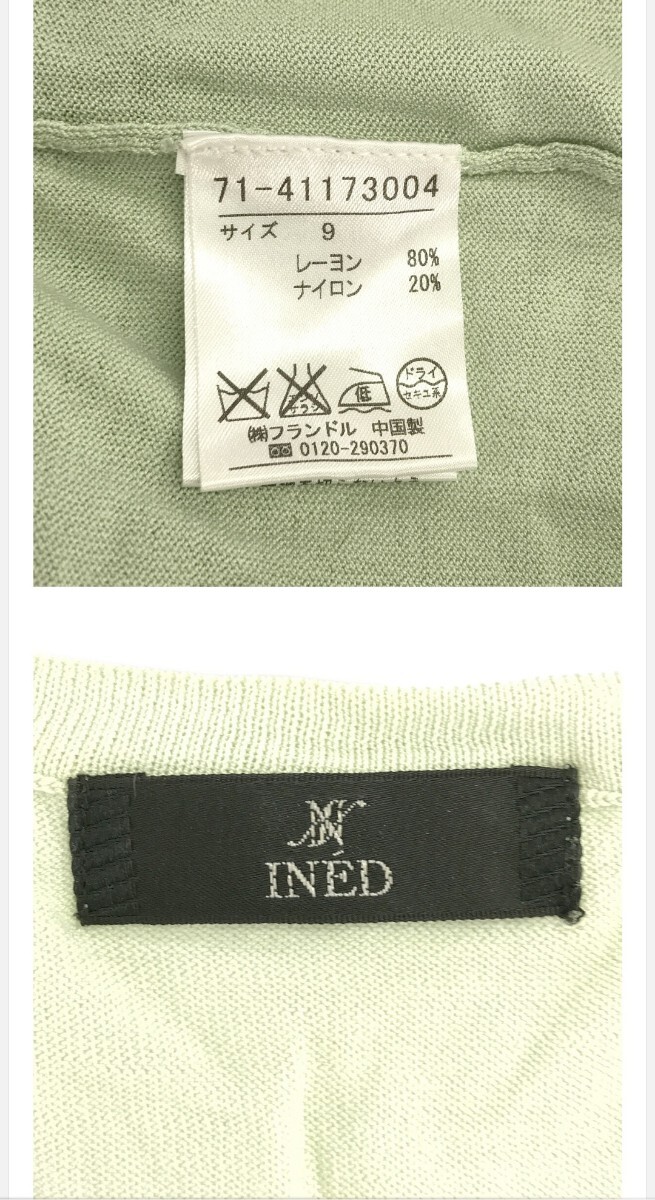 71-41173004
サイズ 9
レーヨン 80%
ナイロン 20%
低
ドライ
セキユ系
㈱フランドル 中国製
0120-290370
INÉD